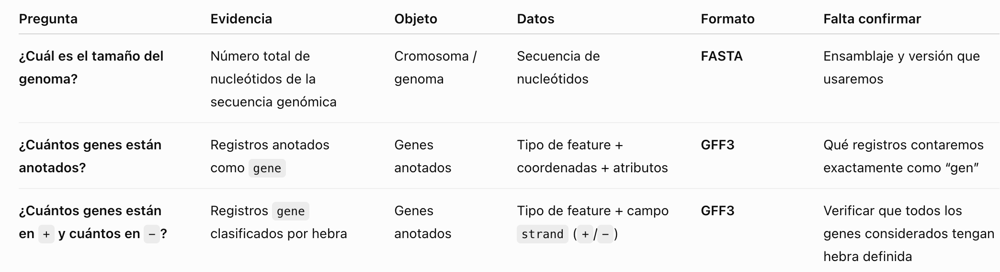 Pregunta Evidencia Objeto Datos Formato Falta confirmar
¿Cuál es el tamaño del Número total de Cromosoma / Secuencia de FASTA Ensamblaje y versión que
genoma? nucleótidos de la genoma nucleótidos usaremos
secuencia genómica
¿Cuántos genes están Registros anotados Genes Tipo de feature + GFF3 Qué registros contaremos
anotados? como gene anotados coordenadas + atributos exactamente como “gen”
¿Cuántos genes están Registros gene Genes Tipo de feature + campo GFF3 Verificar que todos los
en + y cuántos en −? clasificados por hebra anotados strand (+/−) genes considerados tengan
hebra definida